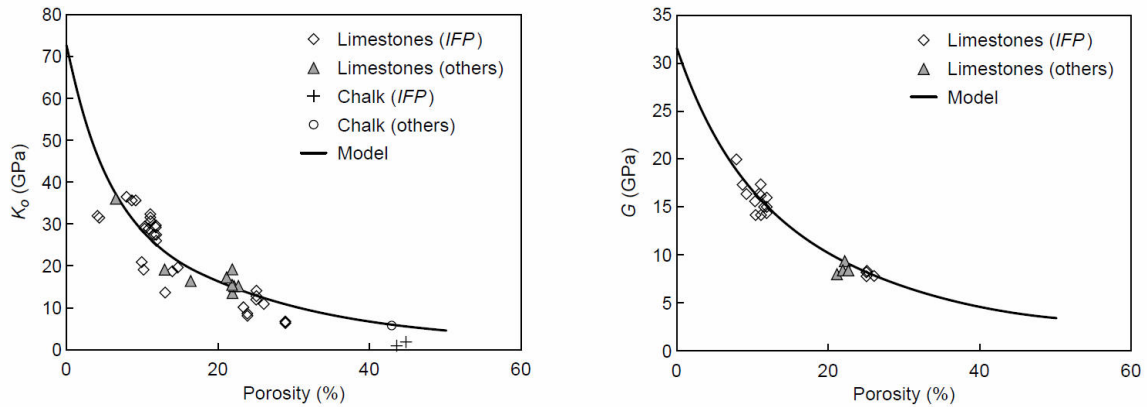 80
70
60
50
40
30
20
10
0
K_o (GPa)
0 20 40 60
Porosity (%)
Limestones (IFP)
Limestones (others)
Chalk (IFP)
Chalk (others)
Model
35
30
25
20
15
10
5
0
G (GPa)
0 20 40 60
Porosity (%)
Limestones (IFP)
Limestones (others)
Model